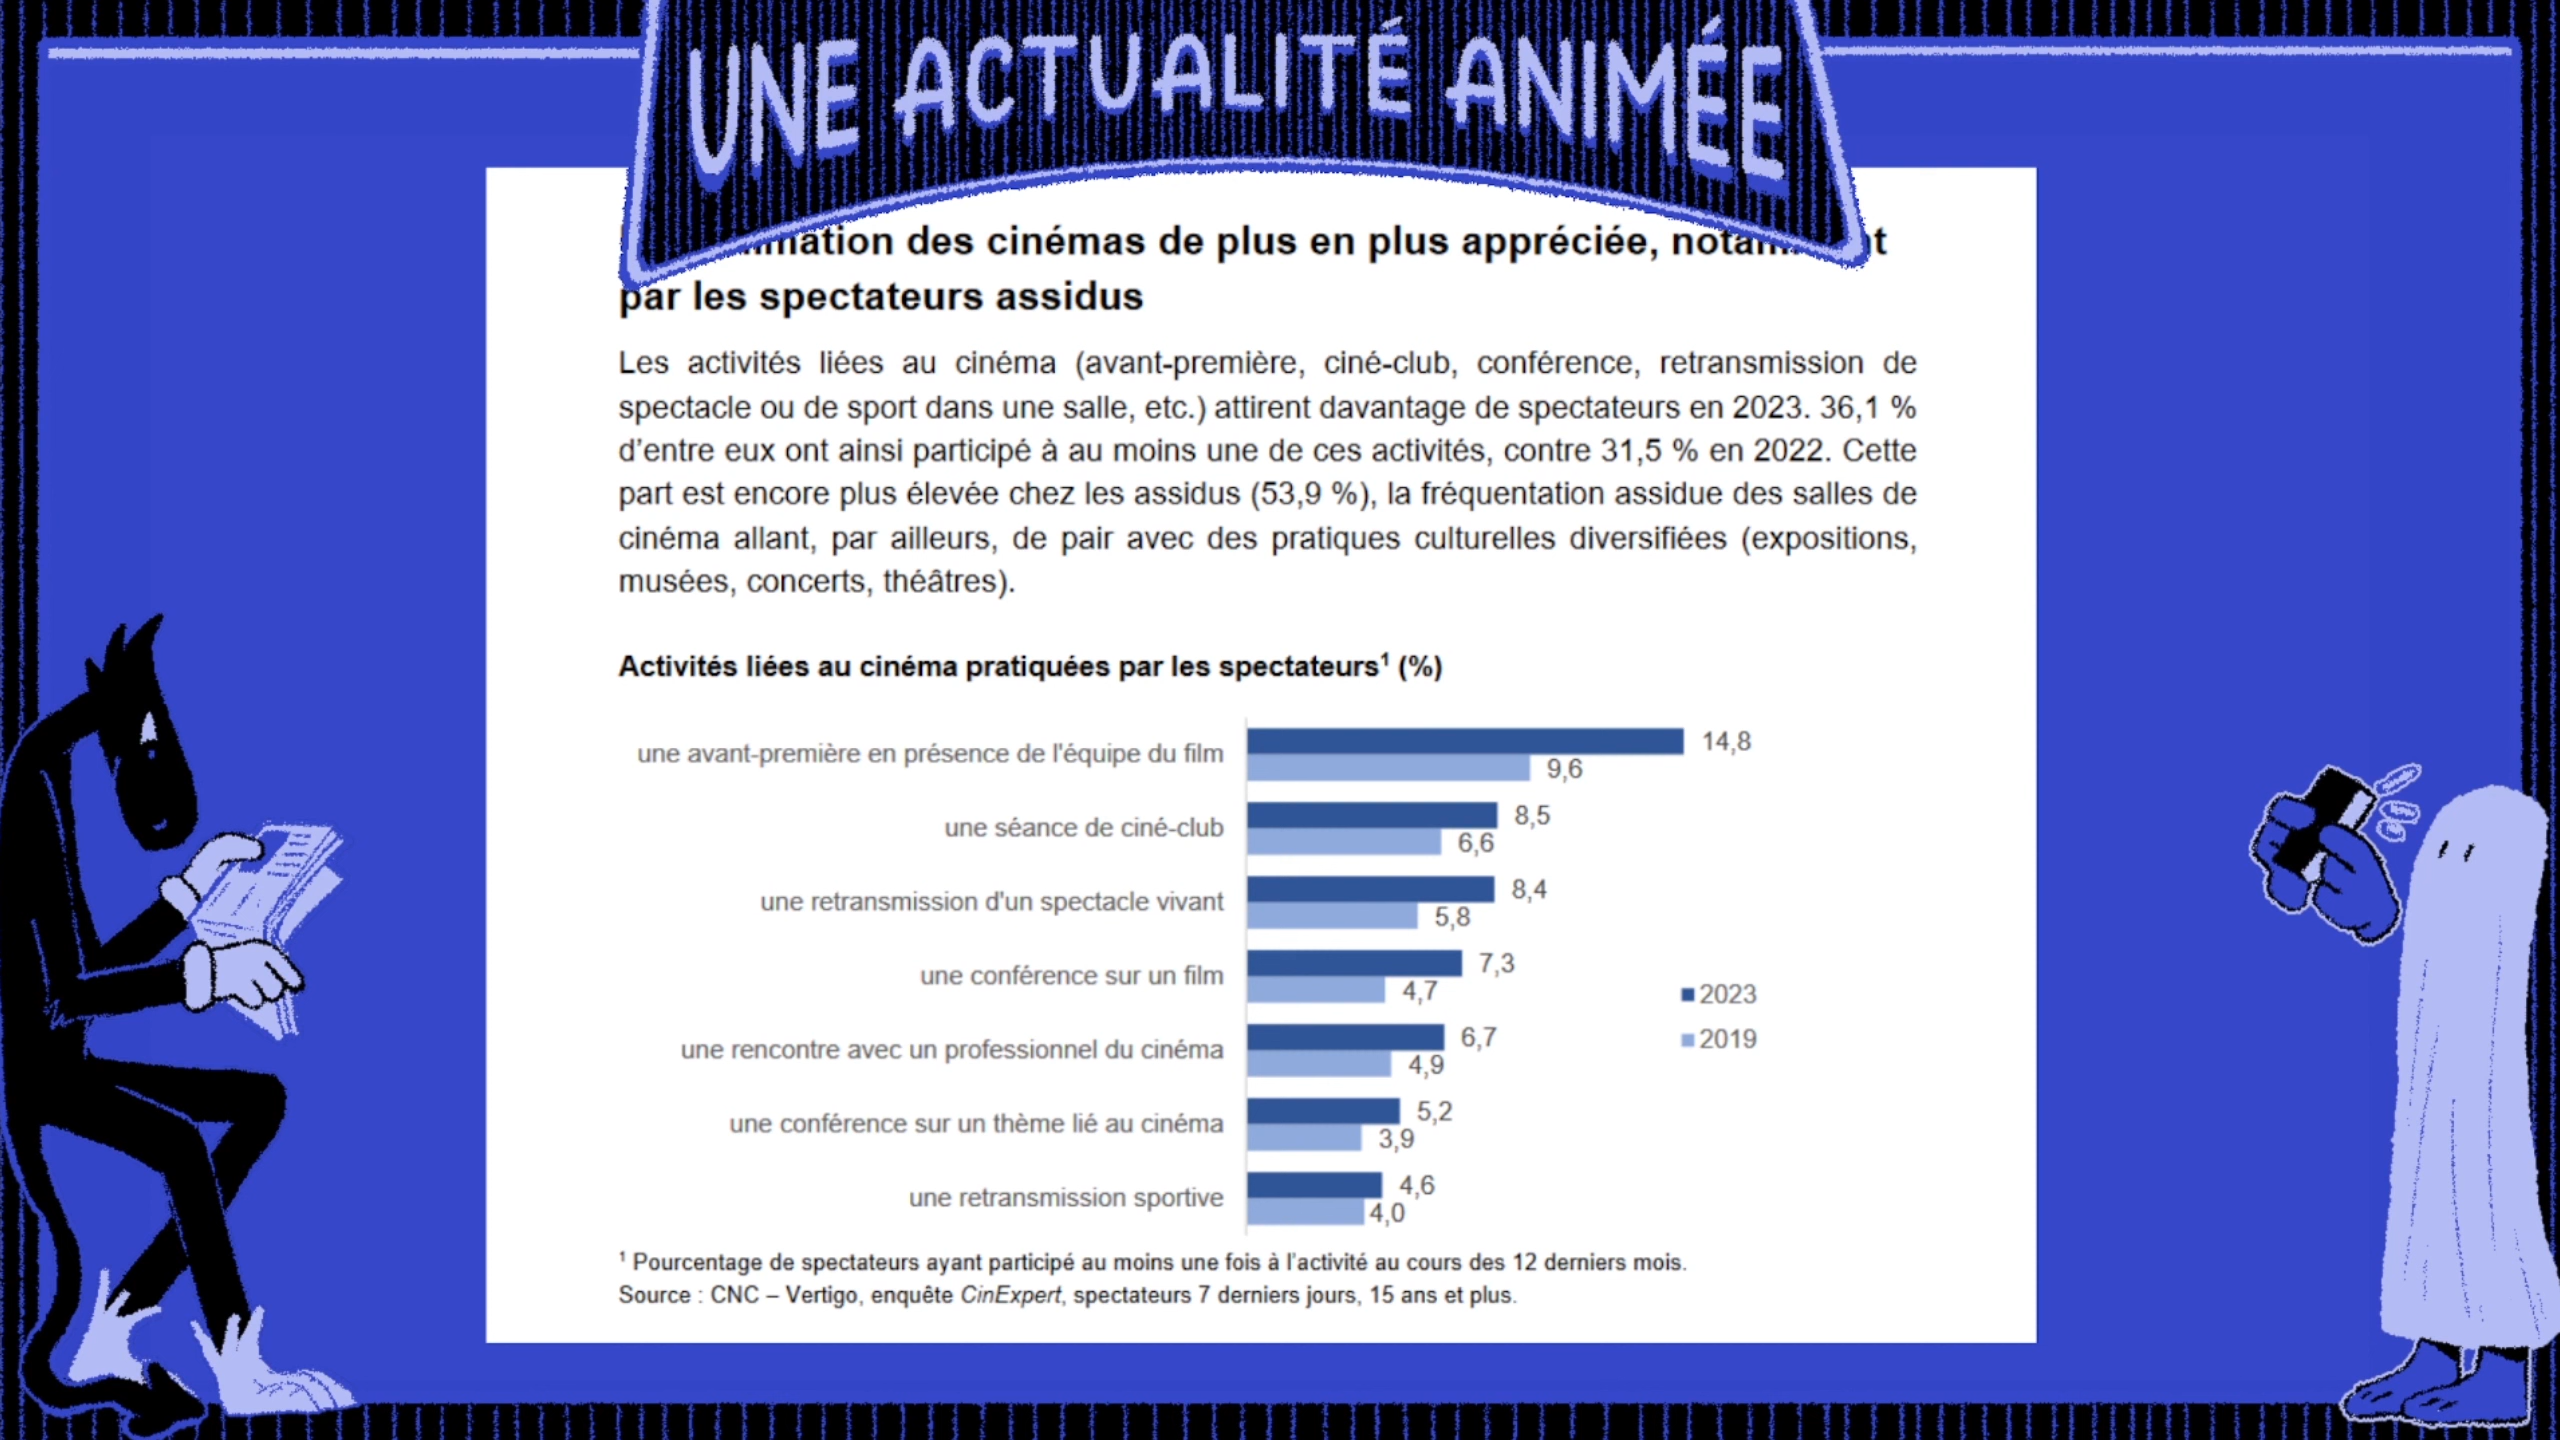 UNE ACTUALITÉ ANIMÉE
des cinémas de plus en plus appréciée,
par les spectateurs assidus
Les activités liées au cinéma (avant-première, ciné-club, conférence, retransmission de
spectacle ou de sport dans une salle, etc.) attirent davantage de spectateurs en 2023. 36,1 %
d’entre eux ont ainsi participé à au moins une de ces activités, contre 31,5 % en 2022. Cette
part est encore plus élevée chez les assidus (53,9 %), la fréquentation assidue des salles de
cinéma allant, par ailleurs, de pair avec des pratiques culturelles diversifiées (expositions,
musées, concerts, théâtres).
Activités liées au cinéma pratiquées par les spectateurs¹ (%)
une avant-première en présence de l'équipe du film
14,8
9,6
une séance de ciné-club
8,5
6,6
une retransmission d'un spectacle vivant
8,4
5,8
une conférence sur un film
7,3
4,7
une rencontre avec un professionnel du cinéma
6,7
4,9
une conférence sur un thème lié au cinéma
5,2
3,9
une retransmission sportive
4,6
4,0
2023
2019
¹ Pourcentage de spectateurs ayant participé au moins une fois à l’activité au cours des 12 derniers mois.
Source : CNC – Vertigo, enquête CinExpert, spectateurs 7 derniers jours, 15 ans et plus.